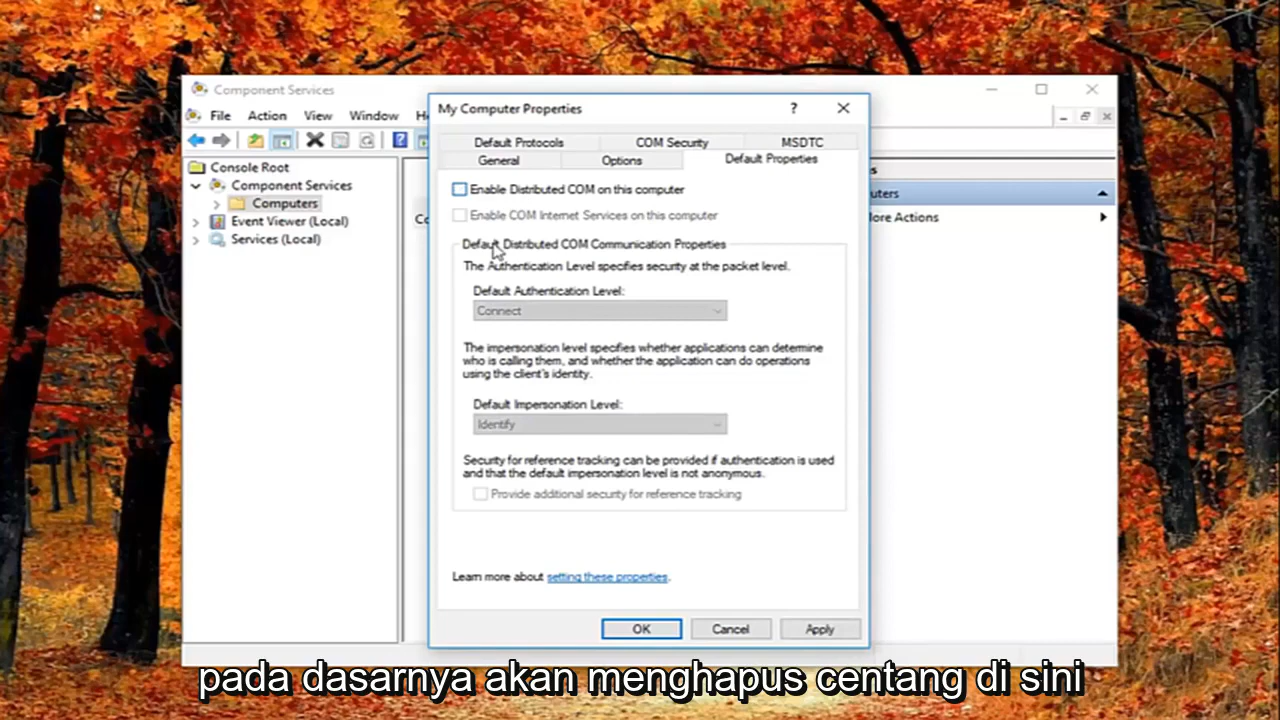 Component Services
File Action View Window
My Computer Properties
Default Protocols COM Security MSDTC
General Options Default Properties
Console Root
Component Services
Computers
Event Viewer (Local)
Services (Local)
Enable Distributed COM on this computer
Enable COM Internet Services on this computer
Default Distributed COM Communication Properties
The Authentication Level specifies security at the packet level.
Default Authentication Level:
Connect
The impersonation level specifies whether applications can determine
who is calling them, and whether the application can do operations
using the client's identity.
Default Impersonation Level:
Identify
Security for reference tracking can be provided if authentication is used
and that the default impersonation level is not anonymous.
Provide additional security for reference tracking
Learn more about setting these properties.
OK Cancel Apply
pada dasarnya akan menghapus centang di sini